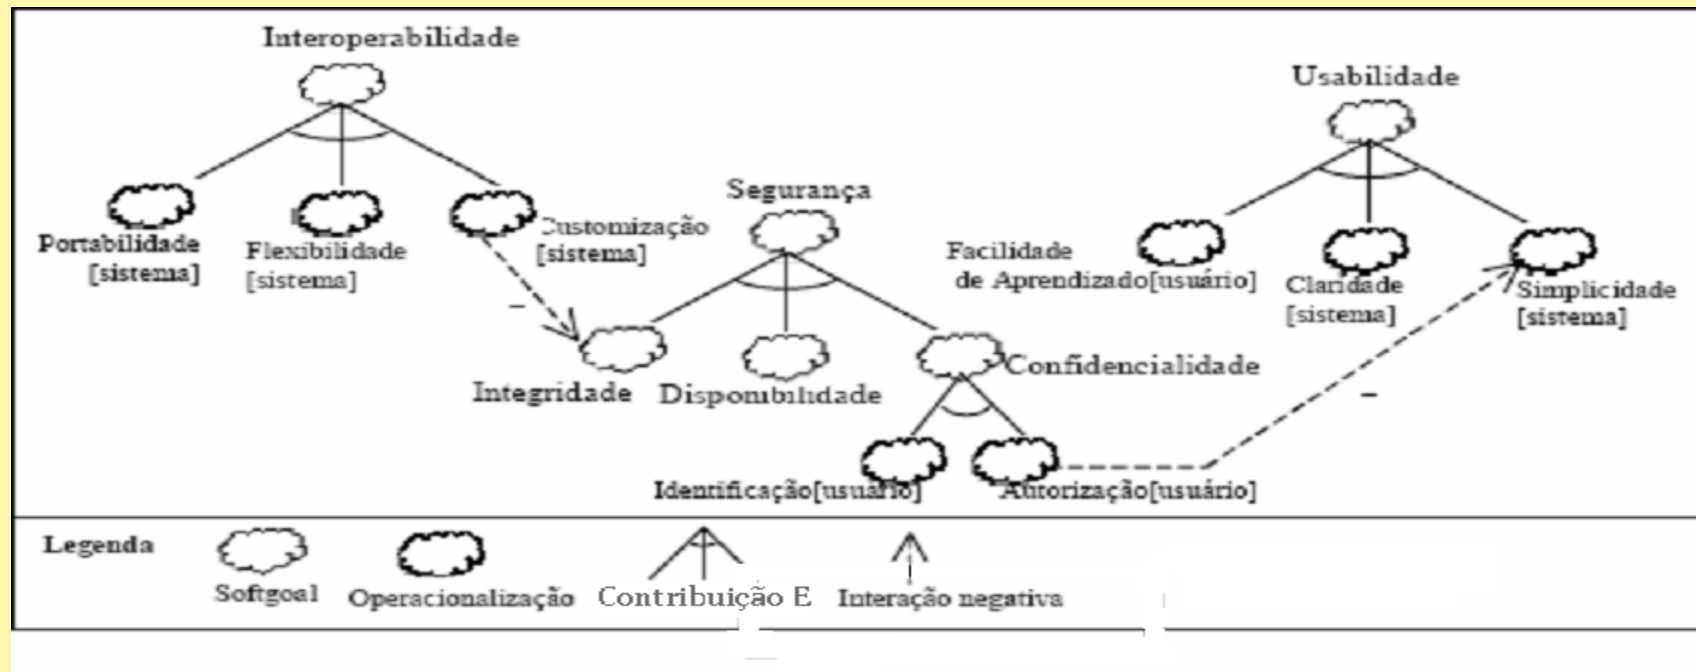 Interoperabilidade
Usabilidade
Segurança
Portabilidade
[sistema]
Flexibilidade
[sistema]
Customização
[sistema]
Facilidade
de Aprendizado[usuário]
Claridade
[sistema]
Simplicidade
[sistema]
–
Integridade
Disponibilidade
Confidencialidade
–
Identificação[usuário]
Autorização[usuário]
Legenda
Softgoal
Operacionalização
Contribuição E
Interação negativa